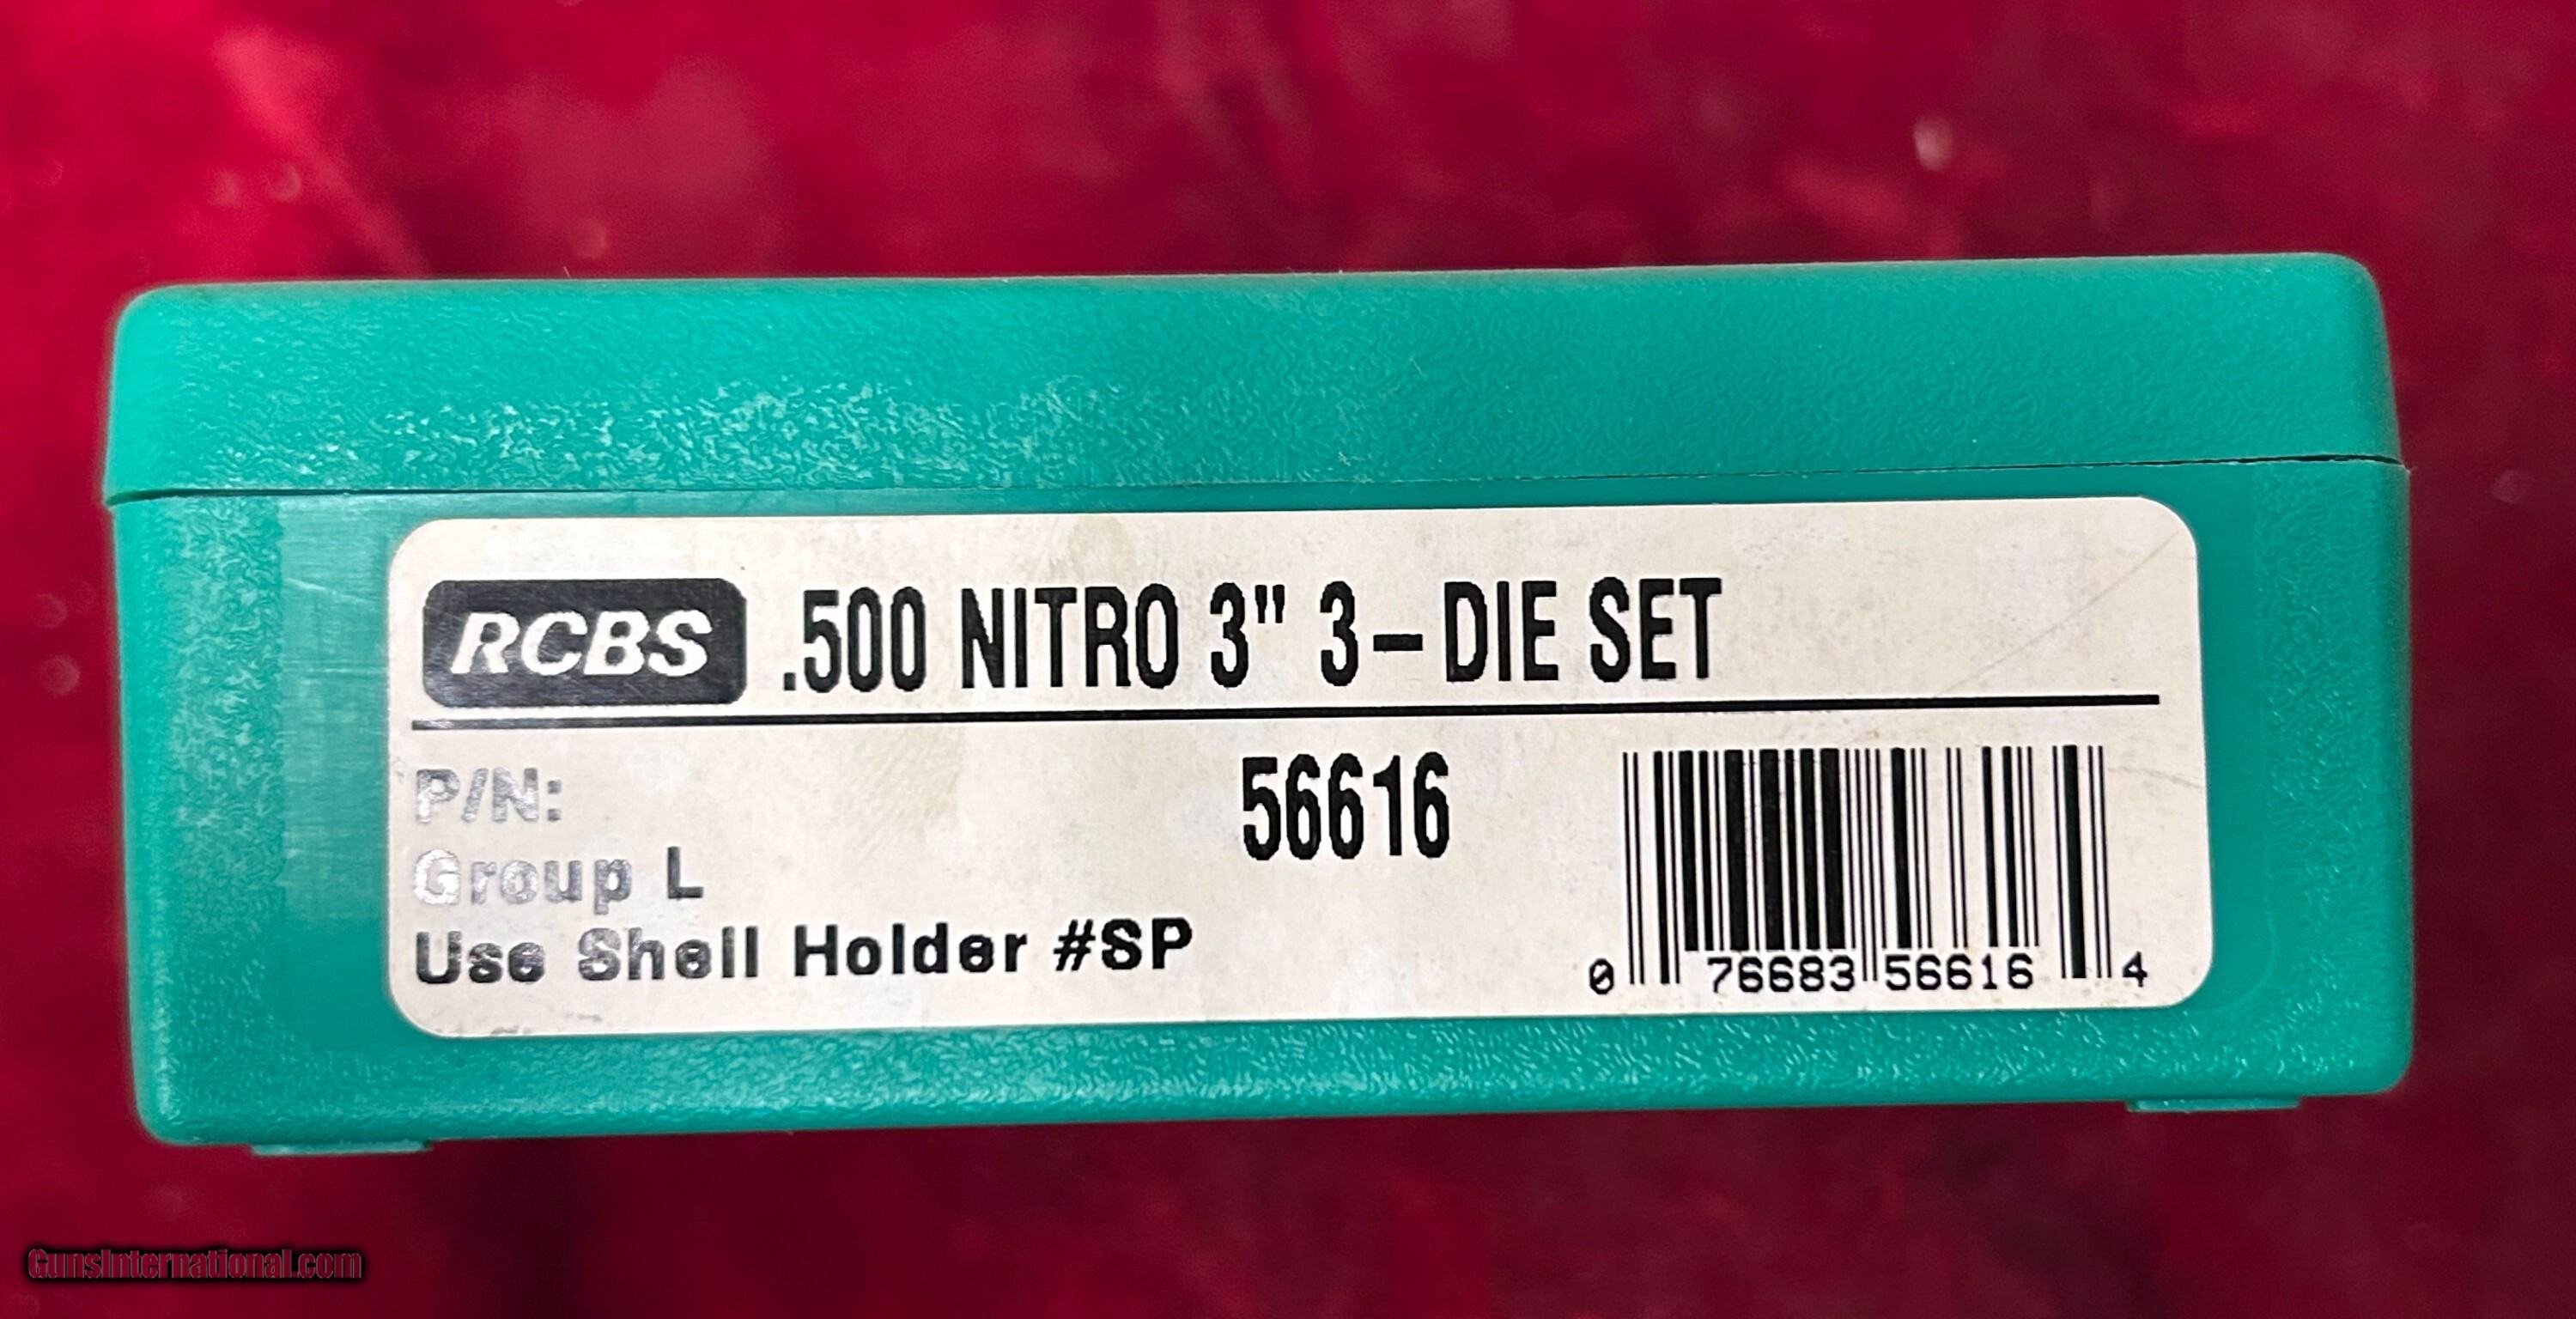 RCBS .500 NITRO 3" 3-DIE SET
P/N: 56616
Group L
Use Shell Holder #SP
0 76683 56616 4
GunsInternational.com